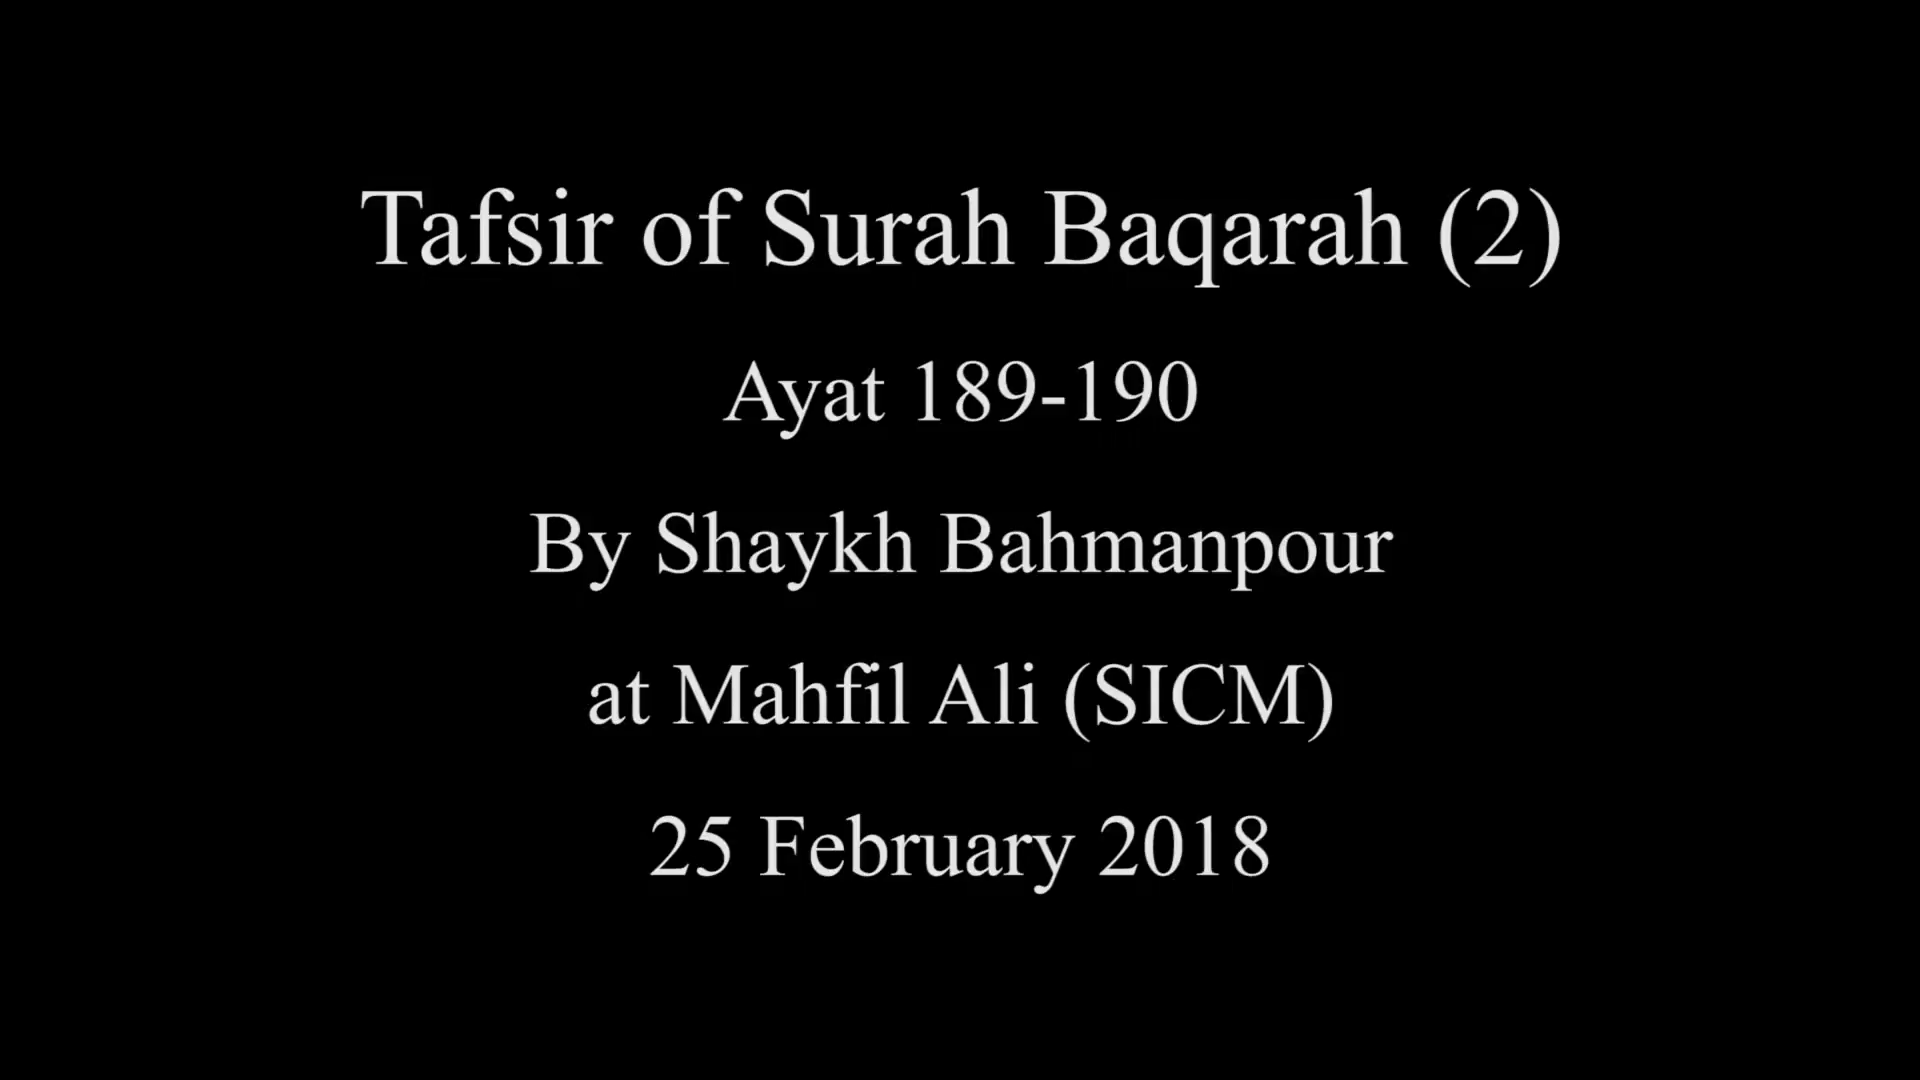 Tafsir of Surah Baqarah (2)
Ayat 189-190
By Shaykh Bahmanpour
at Mahfil Ali (SICM)
25 February 2018